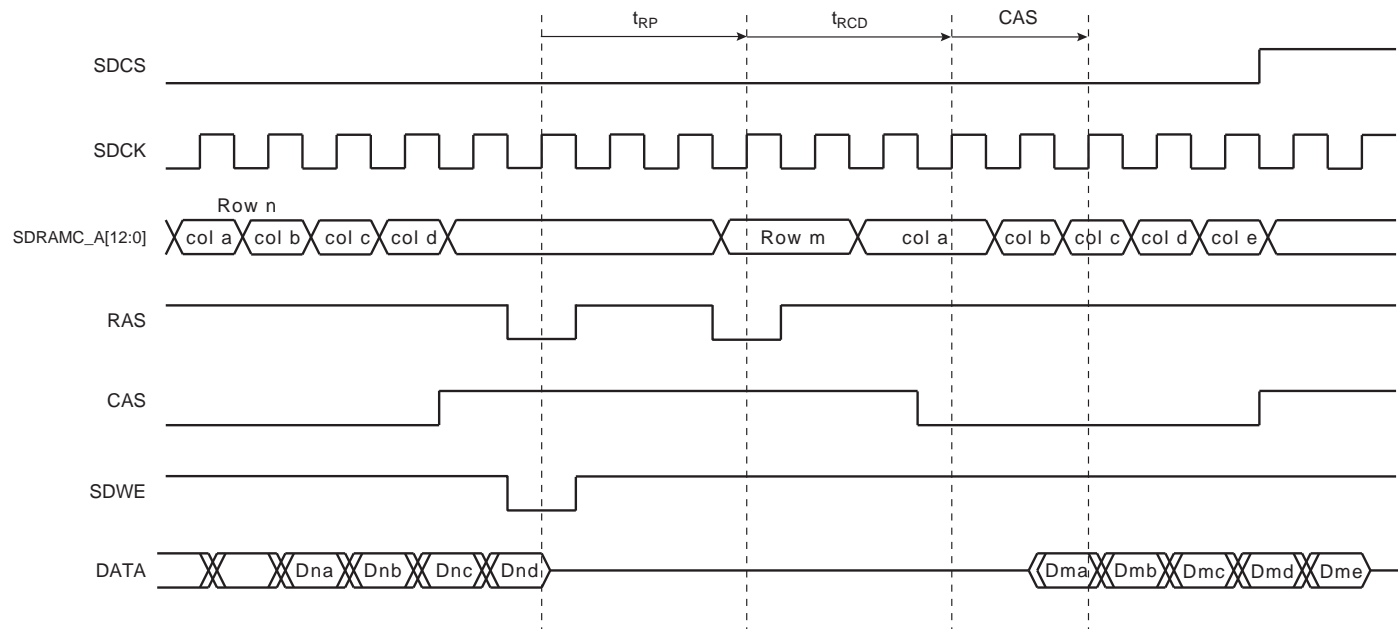 tRP tRCD CAS
SDCS
SDCK
Row n
SDRAMC_A[12:0] col a col b col c col d Row m col a col b col c col d col e
RAS
CAS
SDWE
DATA Dna Dnb Dnc Dnd Dma Dmb Dmc Dmd Dme